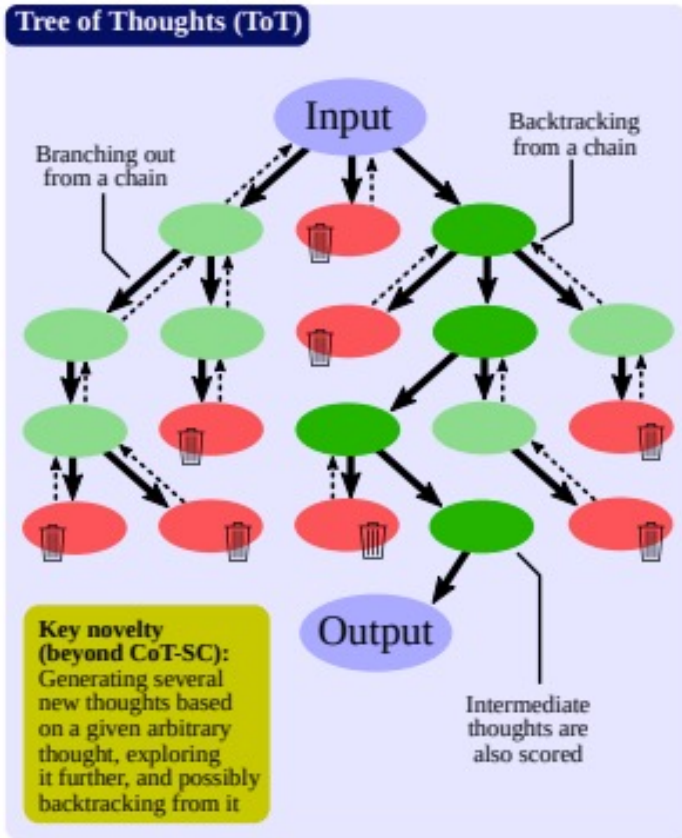 Tree of Thoughts (ToT)
Input
Branching out
from a chain
Backtracking
from a chain
Output
Key novelty
(beyond CoT-SC):
Generating several
new thoughts based
on a given arbitrary
thought, exploring
it further, and possibly
backtracking from it
Intermediate
thoughts are
also scored